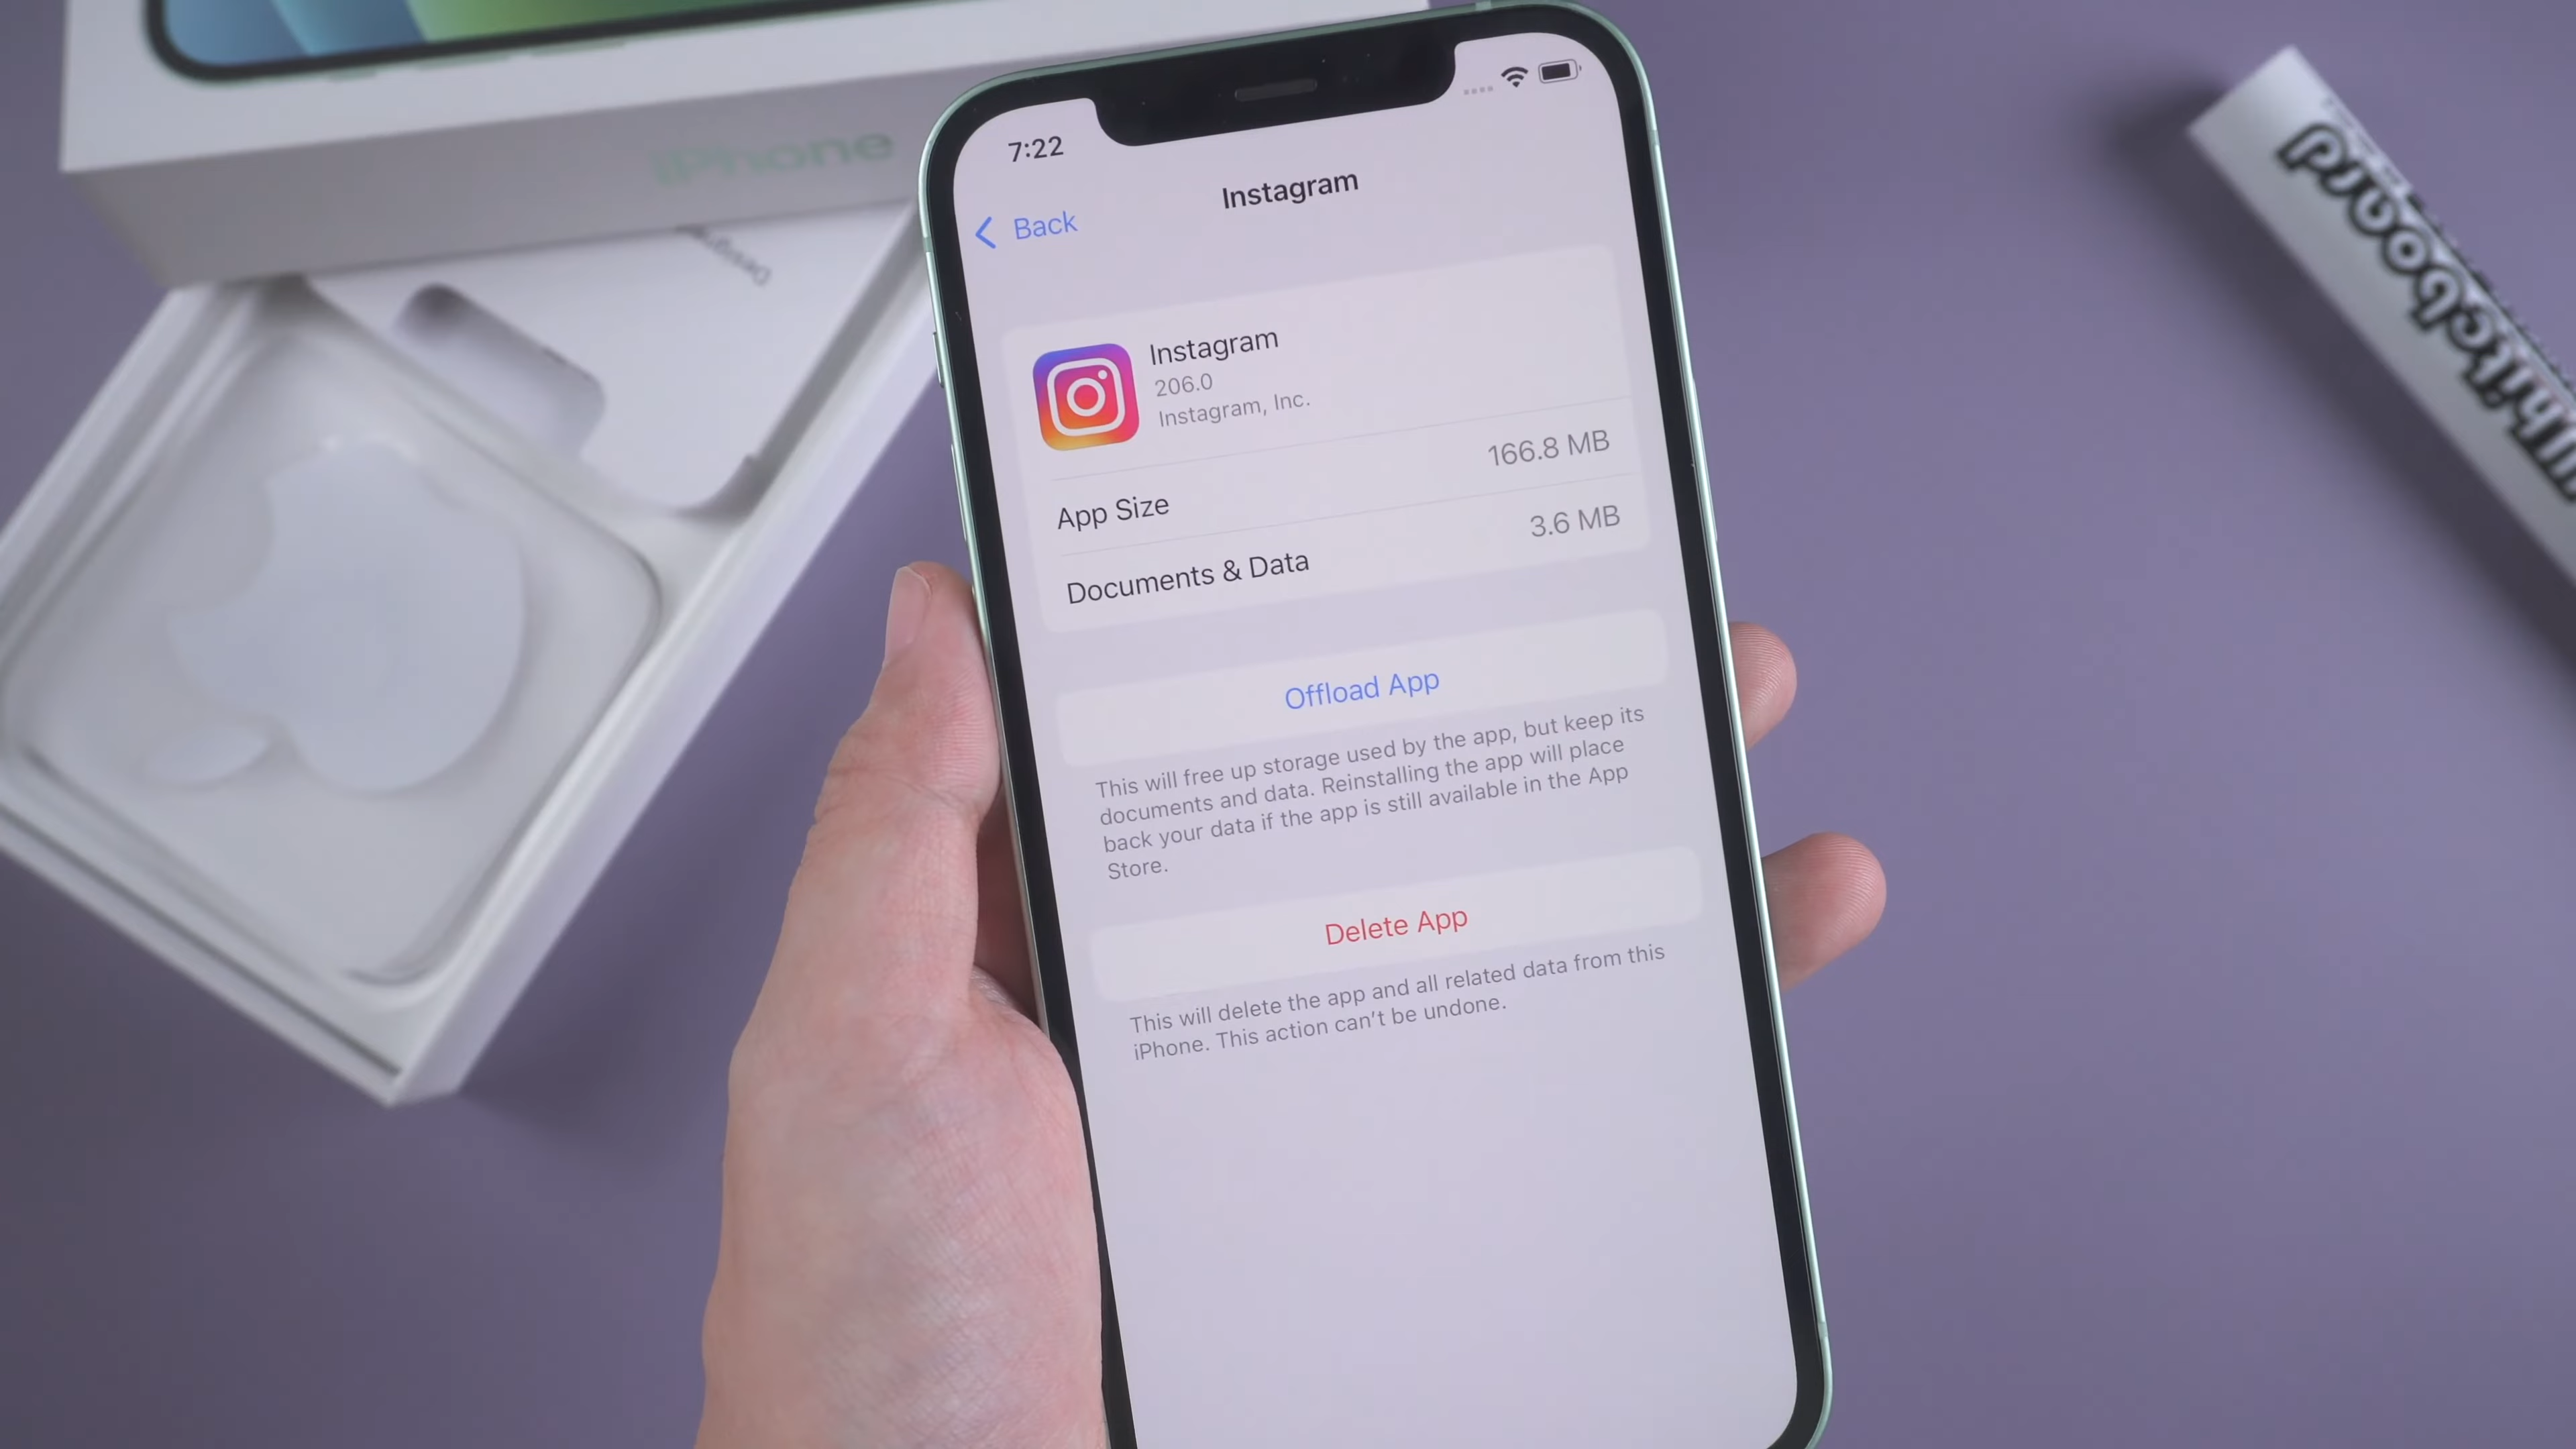 iPhone
Design
7:22
Instagram
Back
Instagram
206.0
Instagram, Inc.
App Size 166.8 MB
Documents & Data 3.6 MB
Offload App
This will free up storage used by the app, but keep its
documents and data. Reinstalling the app will place
back your data if the app is still available in the App
Store.
Delete App
This will delete the app and all related data from this
iPhone. This action can't be undone.